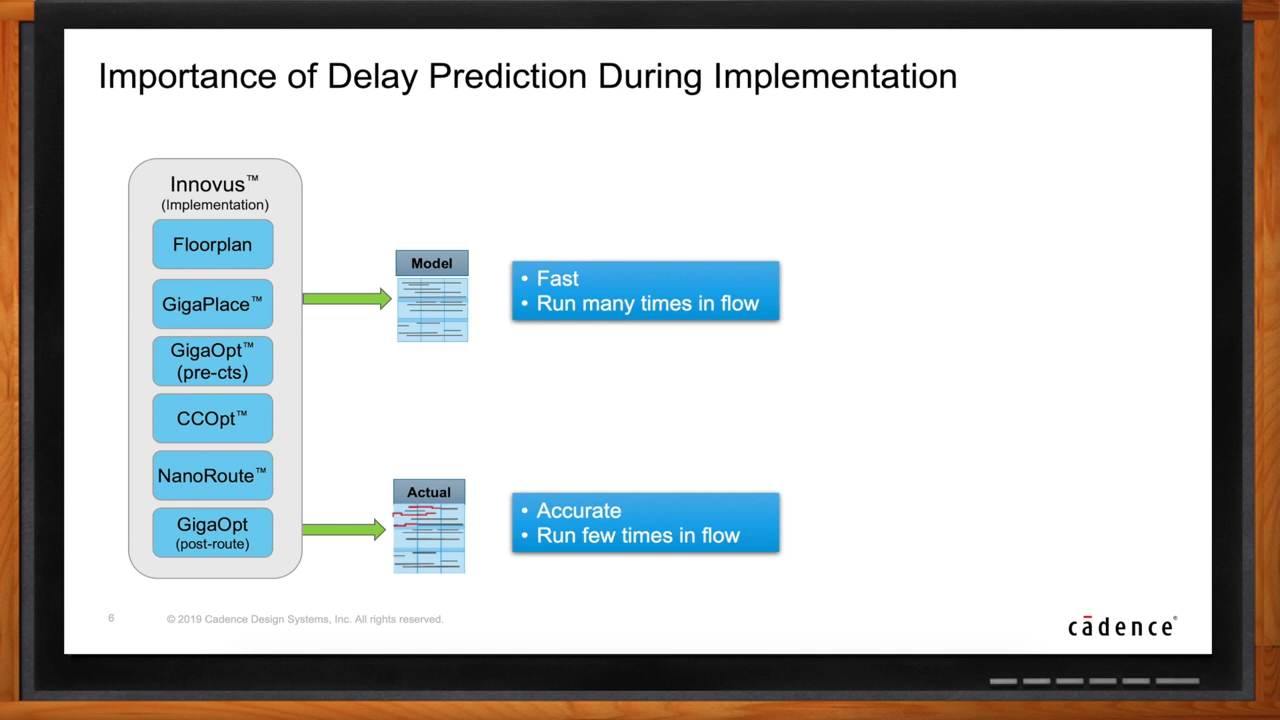 Importance of Delay Prediction During Implementation
Innovus™
(Implementation)
Floorplan
GigaPlace™
GigaOpt™
(pre-cts)
CCOpt™
NanoRoute™
GigaOpt
(post-route)
Model
• Fast
• Run many times in flow
Actual
• Accurate
• Run few times in flow
6
© 2019 Cadence Design Systems, Inc. All rights reserved.
cādence®